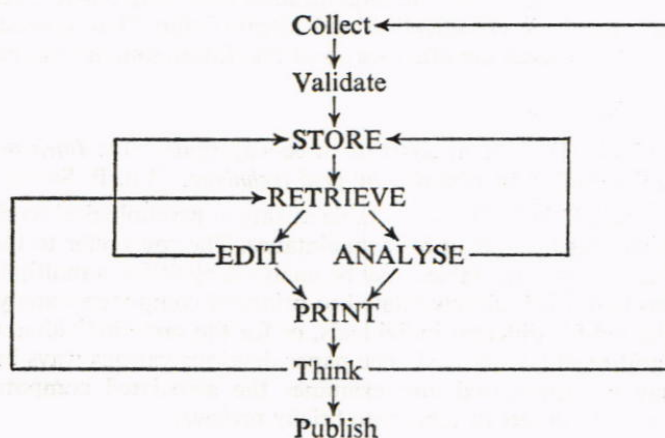 Collect
Validate
STORE
RETRIEVE
EDIT ANALYSE
PRINT
Think
Publish